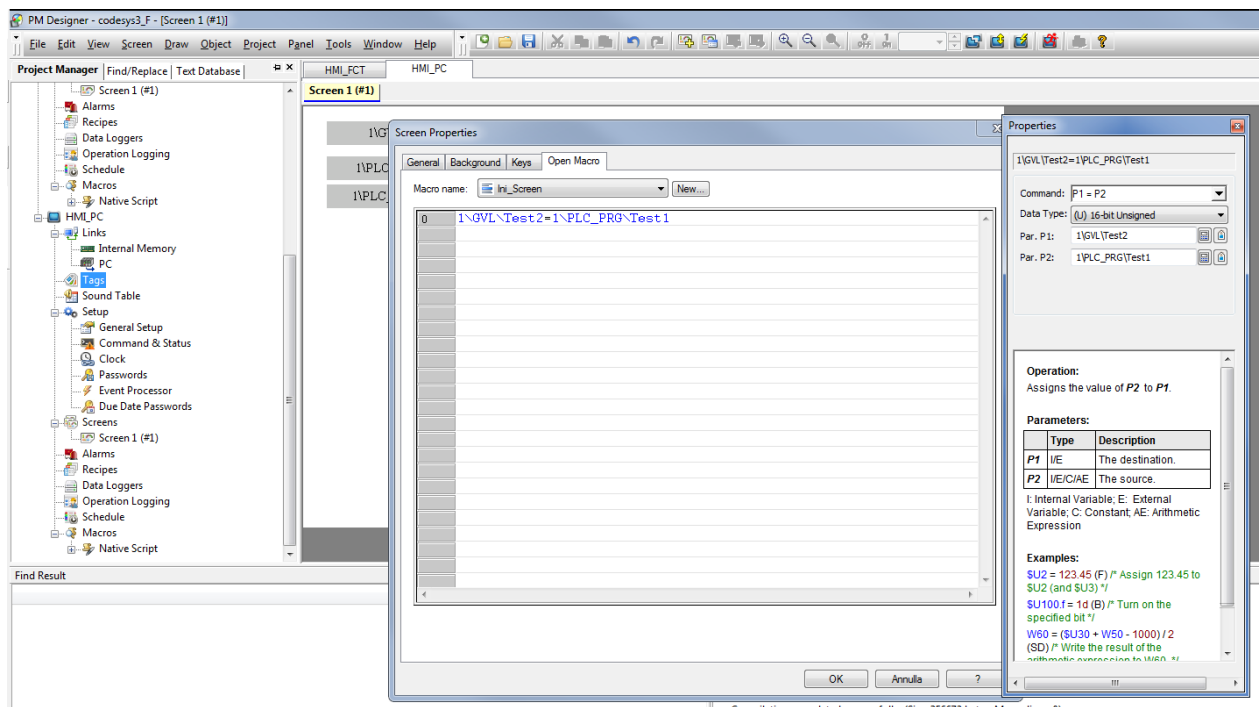 PM Designer - codesys3_F - [Screen 1 (#1)]
File Edit View Screen Draw Object Project Panel Tools Window Help
Project Manager Find/Replace Text Database
HMI_FCT HMI_PC
Screen 1 (#1)
Screen 1 (#1)
Alarms
Recipes
Data Loggers
Operation Logging
Schedule
Macros
Native Script
HMI_PC
Links
Internal Memory
PC
Tags
Sound Table
Setup
General Setup
Command & Status
Clock
Passwords
Event Processor
Due Date Passwords
Screens
Screen 1 (#1)
Alarms
Recipes
Data Loggers
Operation Logging
Schedule
Macros
Native Script
Find Result
1\G
1\PLC
1\PLC_
Screen Properties
General Background Keys Open Macro
Macro name: Ini_Screen New...
0 1\GVL\Test2=1\PLC_PRG\Test1
OK Annulla ?
Properties
1\GVL\Test2=1\PLC_PRG\Test1
Command: P1 = P2
Data Type: (U) 16-bit Unsigned
Par. P1: 1\GVL\Test2
Par. P2: 1\PLC_PRG\Test1
Operation:
Assigns the value of P2 to P1.
Parameters:
Type Description
P1 I/E The destination.
P2 I/E/C/AE The source.
I: Internal Variable; E: External
Variable; C: Constant; AE: Arithmetic
Expression
Examples:
$U2 = 123.45 (F) /* Assign 123.45 to
$U2 (and $U3) */
$U100.f = 1d (B) /* Turn on the
specified bit */
W60 = ($U30 + W50 - 1000) / 2
(SD) /* Write the result of the
arithmetic expression to W60. */